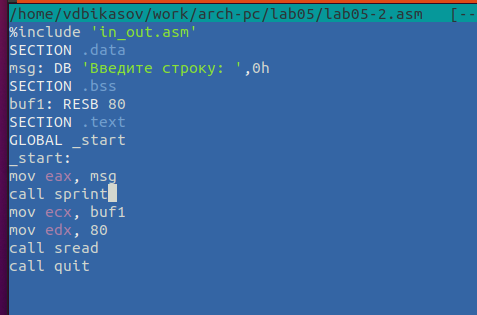 /home/vdbikasov/work/arch-pc/lab05/lab05-2.asm [--
%include 'in_out.asm'
SECTION .data
msg: DB 'Введите строку: ',0h
SECTION .bss
buf1: RESB 80
SECTION .text
GLOBAL _start
_start:
mov eax, msg
call sprint
mov ecx, buf1
mov edx, 80
call sread
call quit